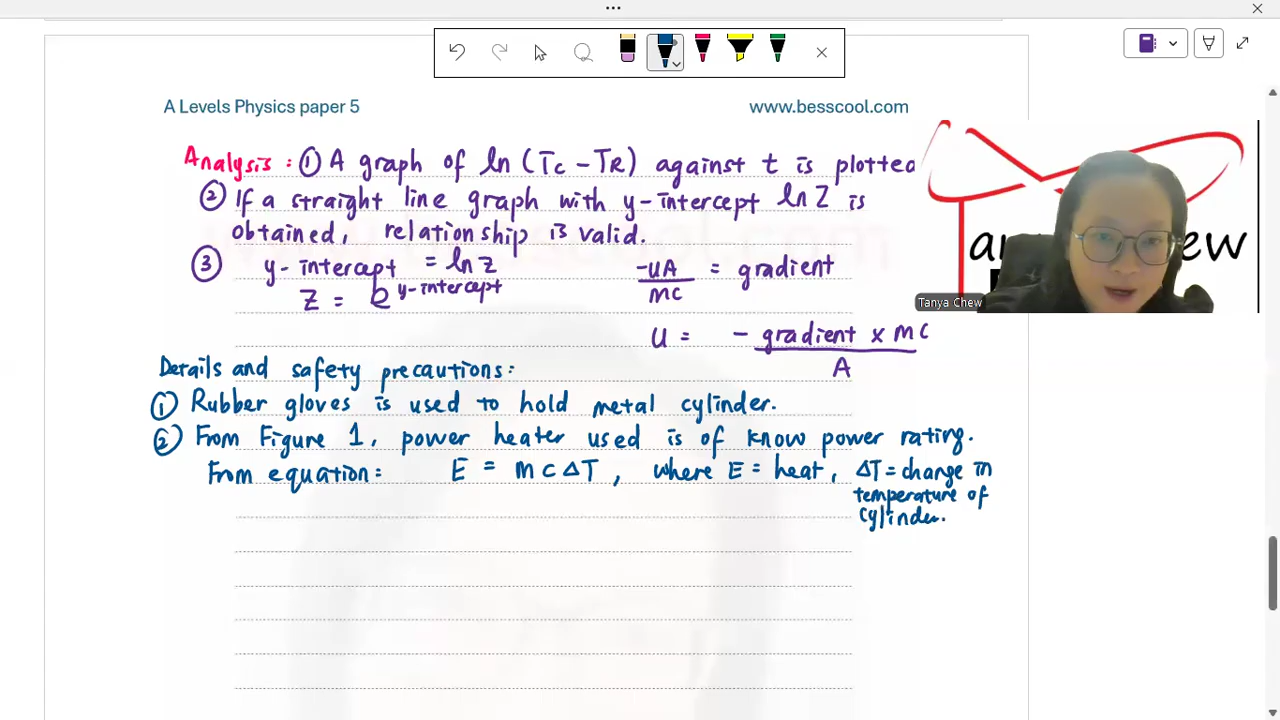 A Levels Physics paper 5
www.besscool.com
Analysis: ① A graph of ln (Tc - TR) against t is plotted
② If a straight line graph with y-intercept ln Z is
obtained, relationship is valid.
③ y-intercept = ln Z
-UA/MC = gradient
Z = e^y-intercept
U = - gradient x MC / A
Tanya Chew
Details and safety precautions:
① Rubber gloves is used to hold metal cylinder.
② From Figure 1, power heater used is of know power rating.
From equation: E = MCΔT, where E = heat, ΔT = change in
temperature of
cylinder.